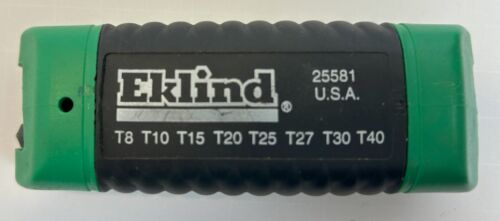 Eklind®
25581
U.S.A.
T8 T10 T15 T20 T25 T27 T30 T40